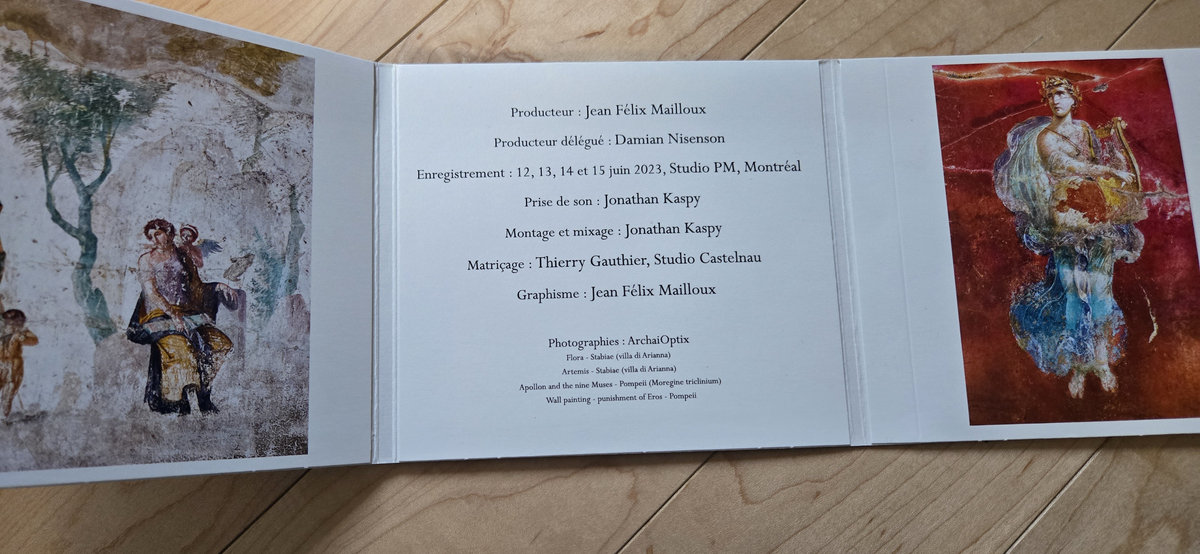 Producteur : Jean Félix Mailloux
Producteur délégué : Damian Nisenson
Enregistrement : 12, 13, 14 et 15 juin 2023, Studio PM, Montréal
Prise de son : Jonathan Kaspy
Montage et mixage : Jonathan Kaspy
Matriçage : Thierry Gauthier, Studio Castelnau
Graphisme : Jean Félix Mailloux
Photographies : ArchaiOptix
Flora - Stabiae (villa di Arianna)
Artemis - Stabiae (villa di Arianna)
Apollon and the nine Muses - Pompeii (Moregine triclinium)
Wall painting - punishment of Eros - Pompeii